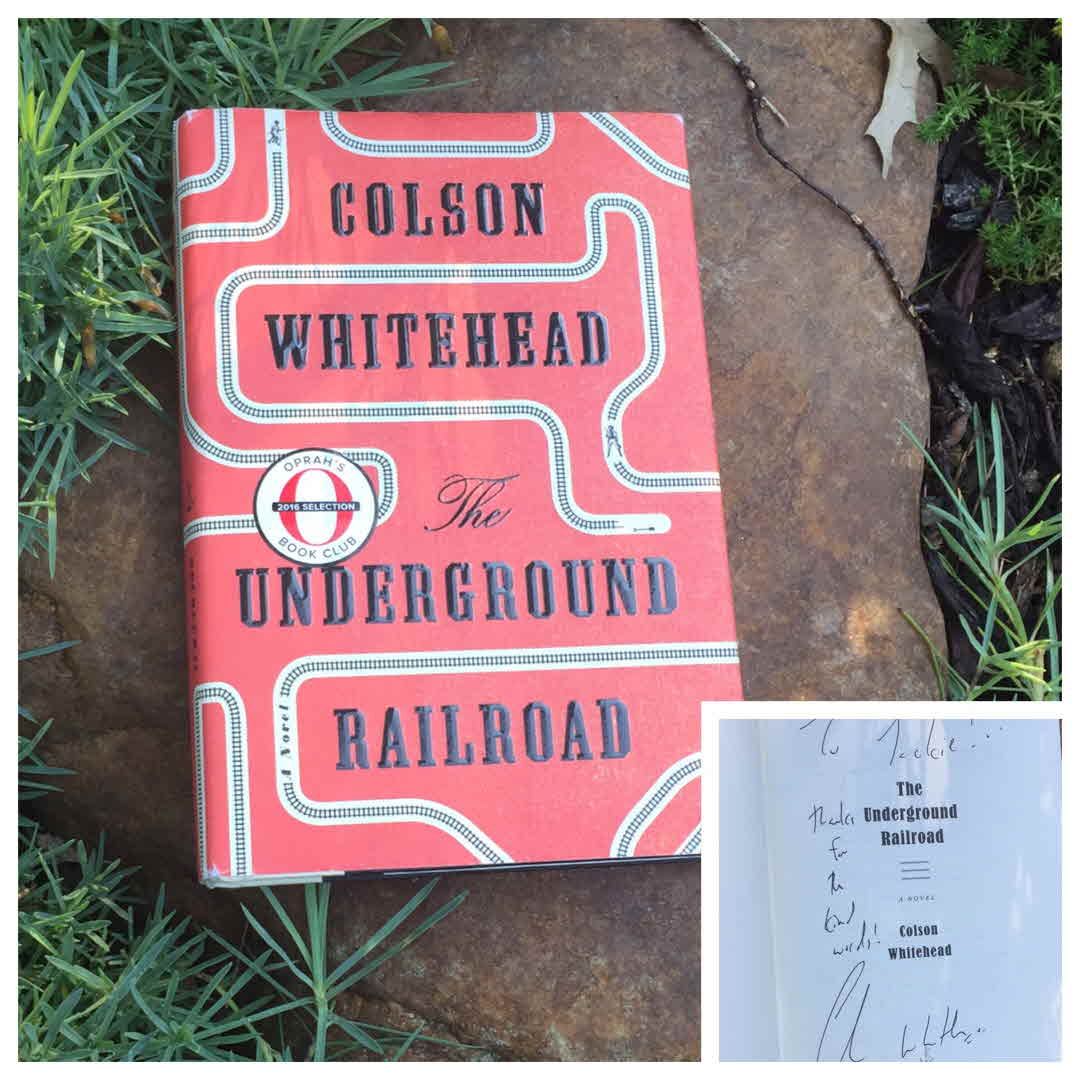 COLSON
WHITEHEAD
OPRAH'S
2016 SELECTION
BOOK CLUB
The
UNDERGROUND
RAILROAD
A Novel
To Jackie!
The
Underground
Railroad
A NOVEL
Colson
Whitehead
thanks
for
the
kind
words!